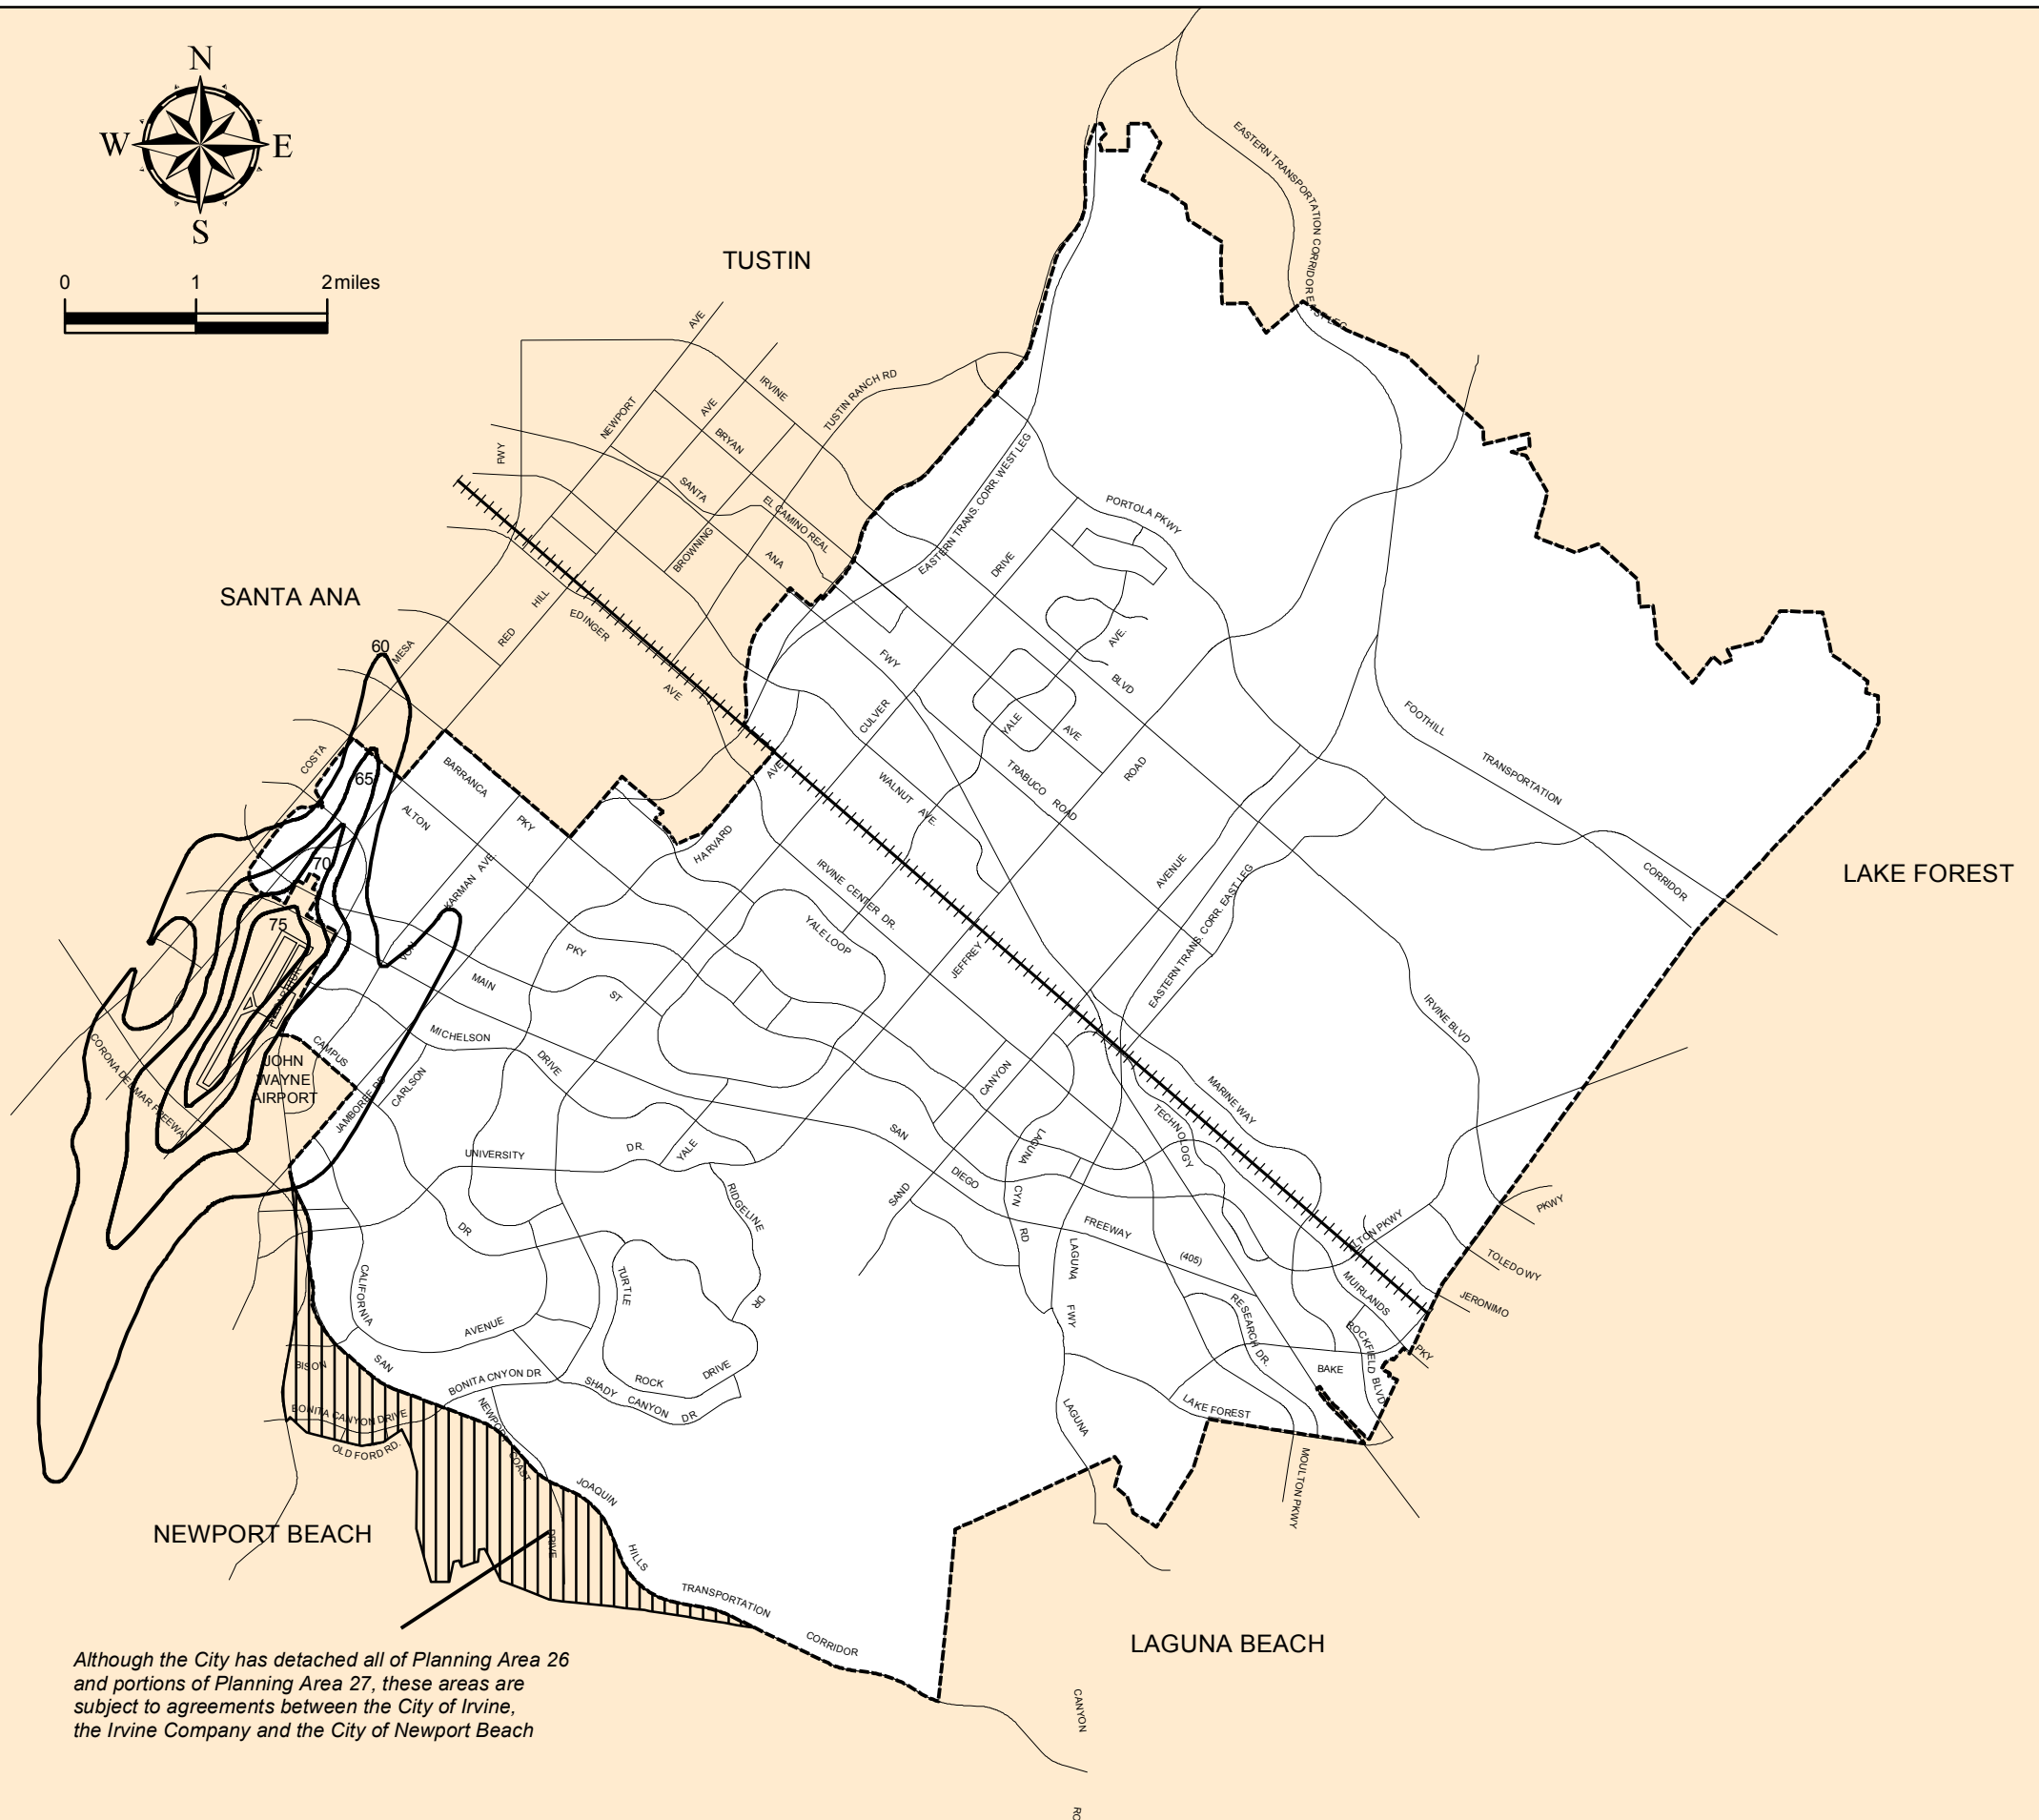 N
W
E
S
0
1
2 miles
TUSTIN
SANTA ANA
LAKE FOREST
NEWPORT BEACH
LAGUNA BEACH
JOHN
WAYNE
AIRPORT
60
65
70
75
EASTERN TRANSPORTATION CORRIDOR EAST LEG
AVE
NEWPORT
IRVINE
AVE
BRYAN
TUSTIN RANCH RD
FWY
SANTA
EL CAMINO REAL
ANA
BROWNING
HILL
RED
EDINGER
AVE
MESA
COSTA
EASTERN TRANS. CORR. WEST LEG
PORTOLA PKWY
DRIVE
AVE.
BLVD
YALE
AVE
FWY
CULVER
ROAD
TRABUCO
ROAD
WALNUT
AVE.
FOOTHILL
TRANSPORTATION
CORRIDOR
BARRANCA
PKY
ALTON
AVE
HARVARD
VON
KARMAN AVE.
IRVINE CENTER DR.
YALE LOOP
AVENUE
EASTERN TRANS. CORR. EAST LEG
JEFFREY
IRVINE BLVD
PKY
MAIN
ST
MICHELSON
DRIVE
CAMPUS
CORONA DEL MAR FREEWAY
JAMBOREE RD
CARLSON
CANYON
MARINE WAY
TECHNOLOGY
SAN
LAGUNA
UNIVERSITY
DR.
YALE
DIEGO
SAND
CYN
RD
RIDGELINE
DR
DR
FREEWAY
(405)
LAGUNA
FWY
ALTON PKWY
PKWY
TOLEDO WY
JERONIMO
MUIRLANDS
PKY
ROCKFIELD
BLVD
RESEARCH DR.
BAKE
LAKE FOREST
MOULTON PKWY
CALIFORNIA
TURTLE
AVENUE
BISON
SAN
BONITA CNYON DR
SHADY
CANYON
DR
ROCK
DRIVE
BONITA CANYON DRIVE
OLD FORD RD.
NEWPORT
COAST
DRIVE
JOAQUIN
HILLS
TRANSPORTATION
CORRIDOR
LAGUNA
CANYON
Although the City has detached all of Planning Area 26
and portions of Planning Area 27, these areas are
subject to agreements between the City of Irvine,
the Irvine Company and the City of Newport Beach